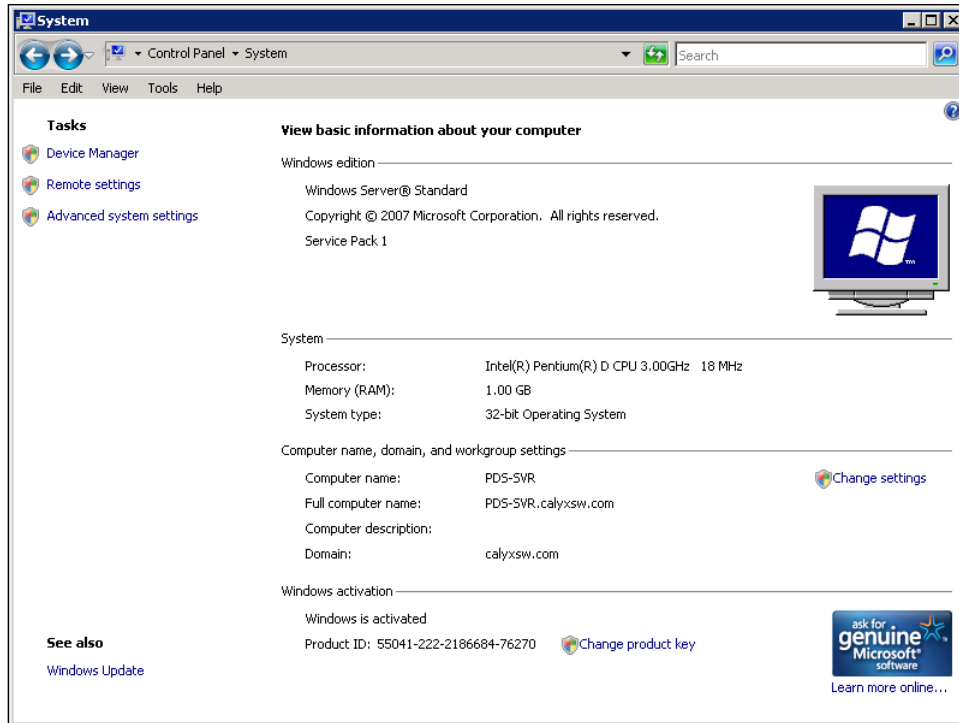 System
Control Panel System
Search
File Edit View Tools Help
Tasks
Device Manager
Remote settings
Advanced system settings
View basic information about your computer
Windows edition
Windows Server® Standard
Copyright © 2007 Microsoft Corporation. All rights reserved.
Service Pack 1
System
Processor: Intel(R) Pentium(R) D CPU 3.00GHz 18 MHz
Memory (RAM): 1.00 GB
System type: 32-bit Operating System
Computer name, domain, and workgroup settings
Computer name: PDS-SVR
Change settings
Full computer name: PDS-SVR.calyxsw.com
Computer description:
Domain: calyxsw.com
Windows activation
Windows is activated
Product ID: 55041-222-2186684-76270
Change product key
ask for
genuine
Microsoft®
software
Learn more online...
See also
Windows Update